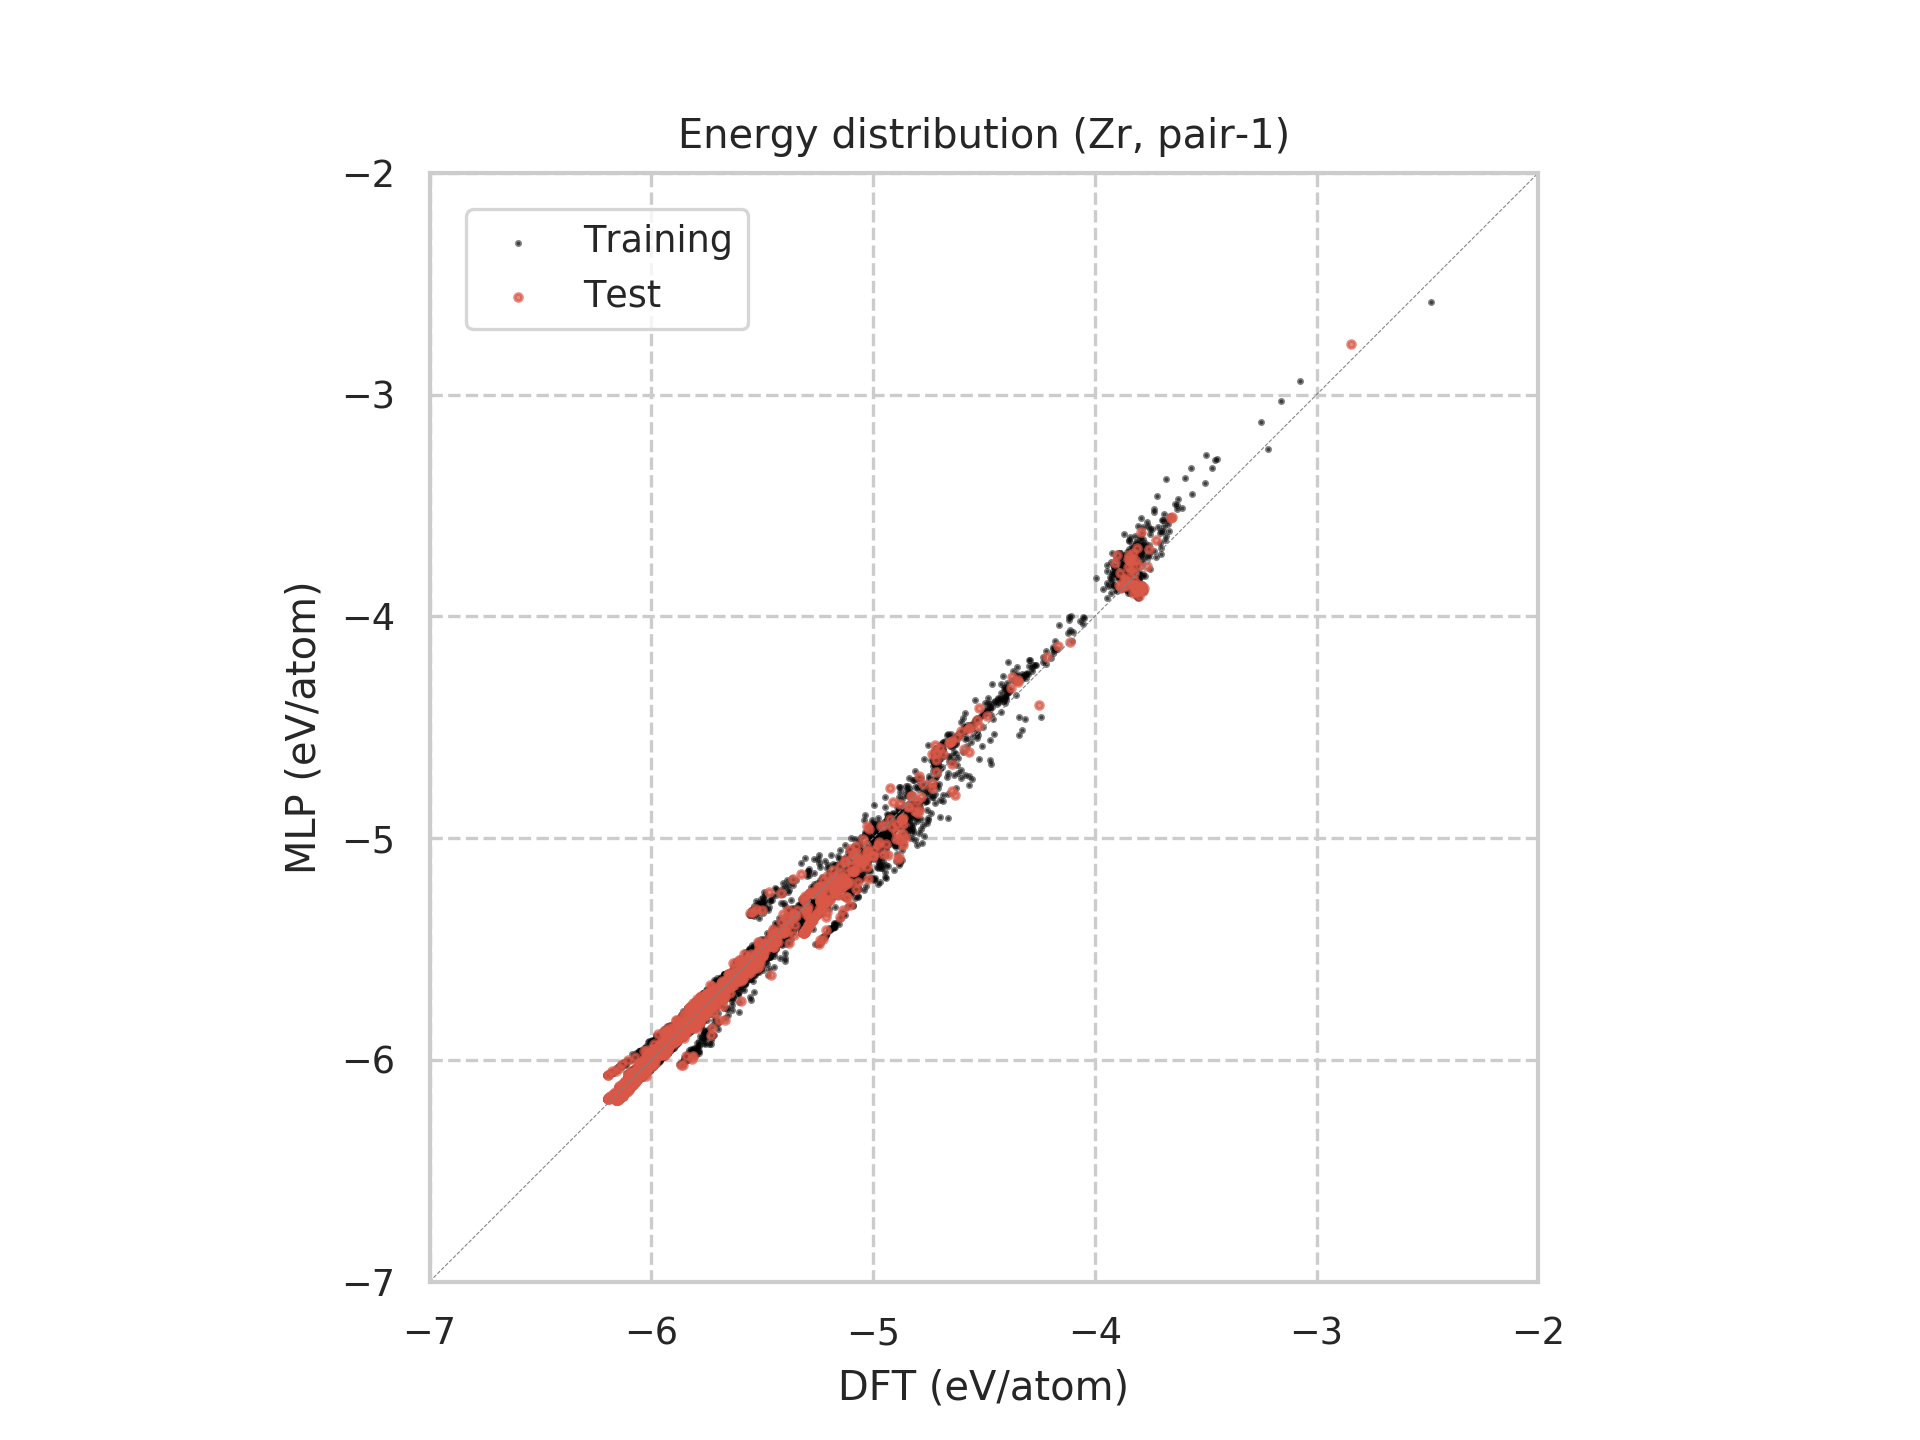 Energy distribution (Zr, pair-1)
−2
−3
−4
−5
−6
−7
MLP (eV/atom)
Training
Test
−7 −6 −5 −4 −3 −2
DFT (eV/atom)